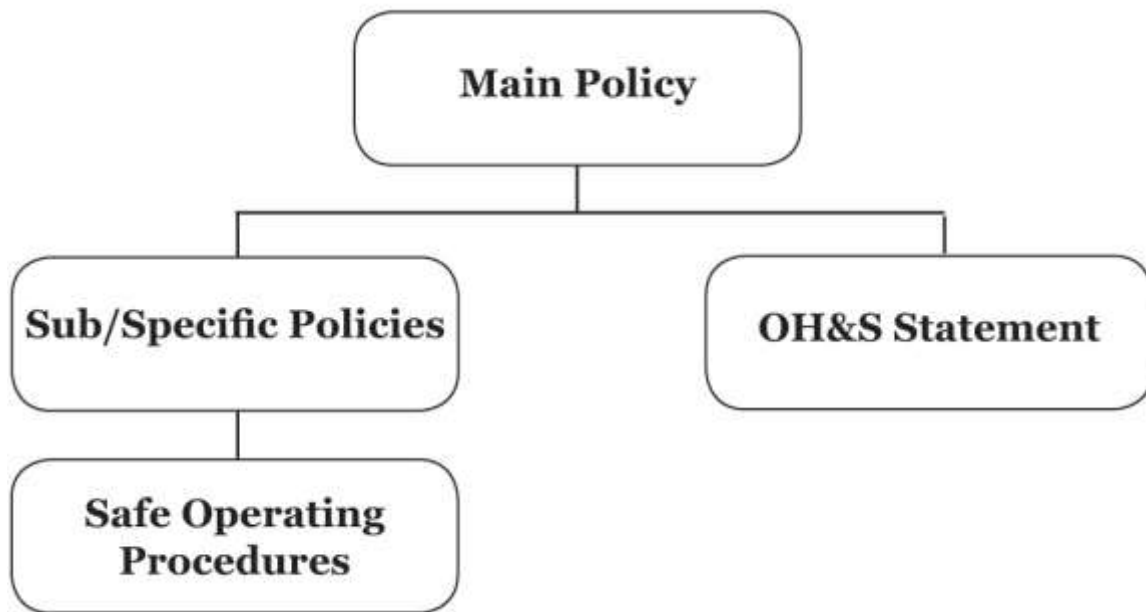 Main Policy
Sub/Specific Policies
OH&S Statement
Safe Operating
Procedures